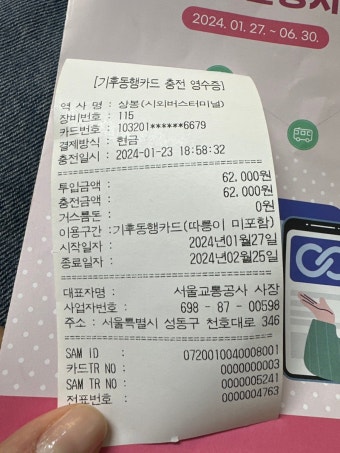 2024. 01.27. ~ 06. 30.
[기후동행카드 충전 영수증]
역 사 명 : 상봉(시외버스터미널)
장비번호 : 115
카드번호 : 103201******6679
결제방식 : 현금
충전일시 : 2024-01-23 18:58:32
투입금액 : 62,000원
충전금액 : 62,000원
거스름돈 : 0원
이용구간 :기후동행카드(따릉이 미포함)
시작일자 : 2024년01월27일
종료일자 : 2024년02월25일
대표자명 : 서울교통공사 사장
사업자번호 : 698 - 87 - 00598
주소 : 서울특별시 성동구 천호대로 346
SAM ID : 0720010040008001
카드TR NO : 0000000003
SAM TR NO : 0000005241
전표번호 : 0000004763